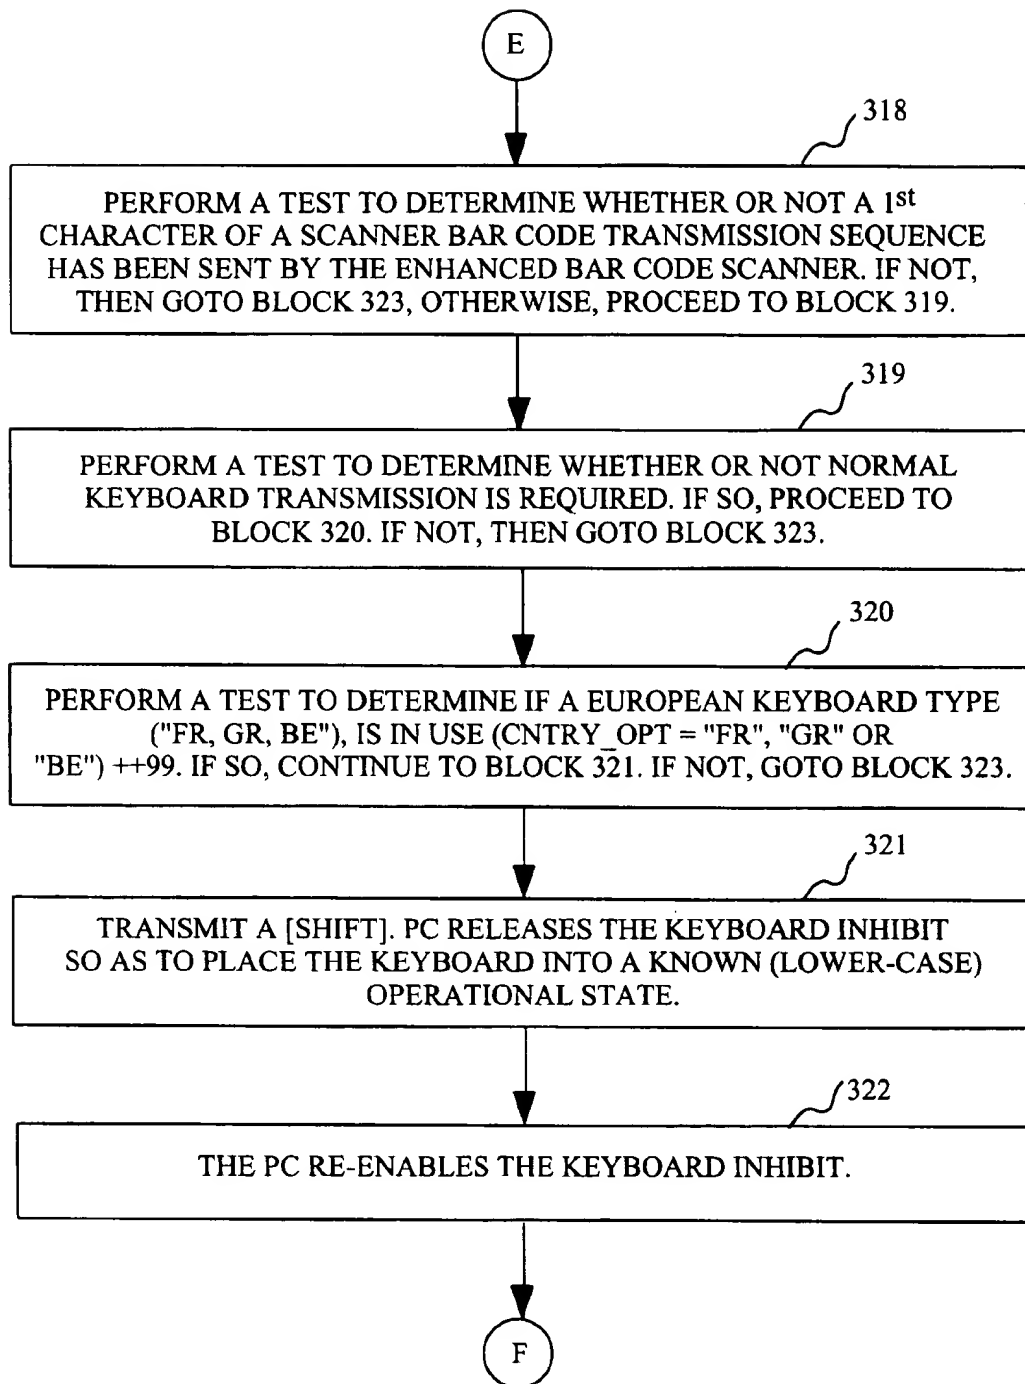 E
318
PERFORM A TEST TO DETERMINE WHETHER OR NOT A 1st
CHARACTER OF A SCANNER BAR CODE TRANSMISSION SEQUENCE
HAS BEEN SENT BY THE ENHANCED BAR CODE SCANNER. IF NOT,
THEN GOTO BLOCK 323, OTHERWISE, PROCEED TO BLOCK 319.
319
PERFORM A TEST TO DETERMINE WHETHER OR NOT NORMAL
KEYBOARD TRANSMISSION IS REQUIRED. IF SO, PROCEED TO
BLOCK 320. IF NOT, THEN GOTO BLOCK 323.
320
PERFORM A TEST TO DETERMINE IF A EUROPEAN KEYBOARD TYPE
("FR, GR, BE"), IS IN USE (CNTRY_OPT = "FR", "GR" OR
"BE") ++99. IF SO, CONTINUE TO BLOCK 321. IF NOT, GOTO BLOCK 323.
321
TRANSMIT A [SHIFT]. PC RELEASES THE KEYBOARD INHIBIT
SO AS TO PLACE THE KEYBOARD INTO A KNOWN (LOWER-CASE)
OPERATIONAL STATE.
322
THE PC RE-ENABLES THE KEYBOARD INHIBIT.
F